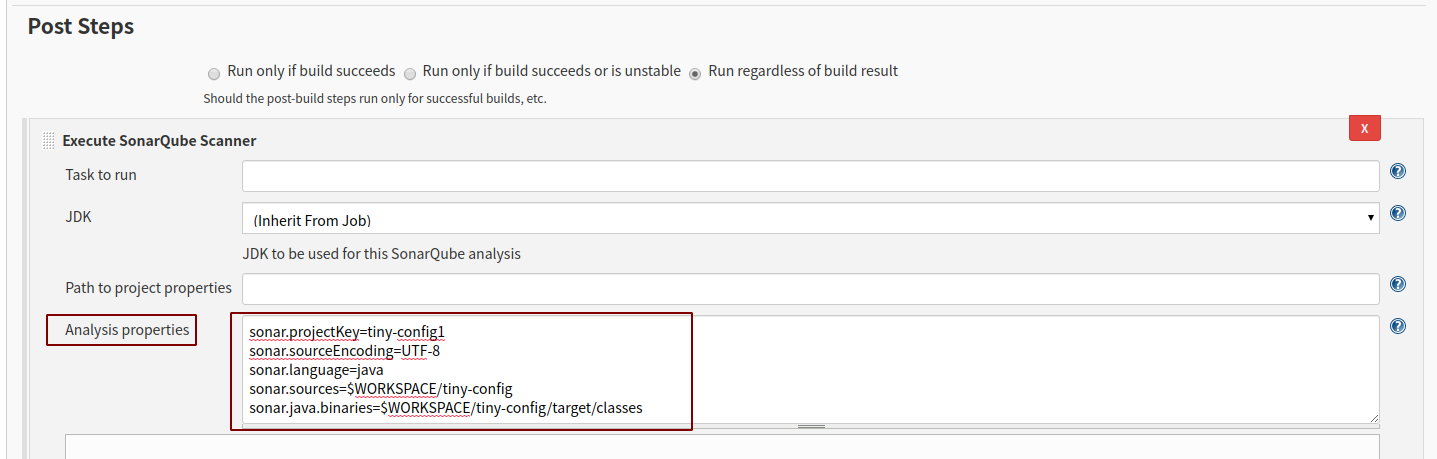 Post Steps
Run only if build succeeds Run only if build succeeds or is unstable Run regardless of build result
Should the post-build steps run only for successful builds, etc.
Execute SonarQube Scanner
X
Task to run
JDK
(Inherit From Job)
JDK to be used for this SonarQube analysis
Path to project properties
Analysis properties
sonar.projectKey=tiny-config1
sonar.sourceEncoding=UTF-8
sonar.language=java
sonar.sources=$WORKSPACE/tiny-config
sonar.java.binaries=$WORKSPACE/tiny-config/target/classes